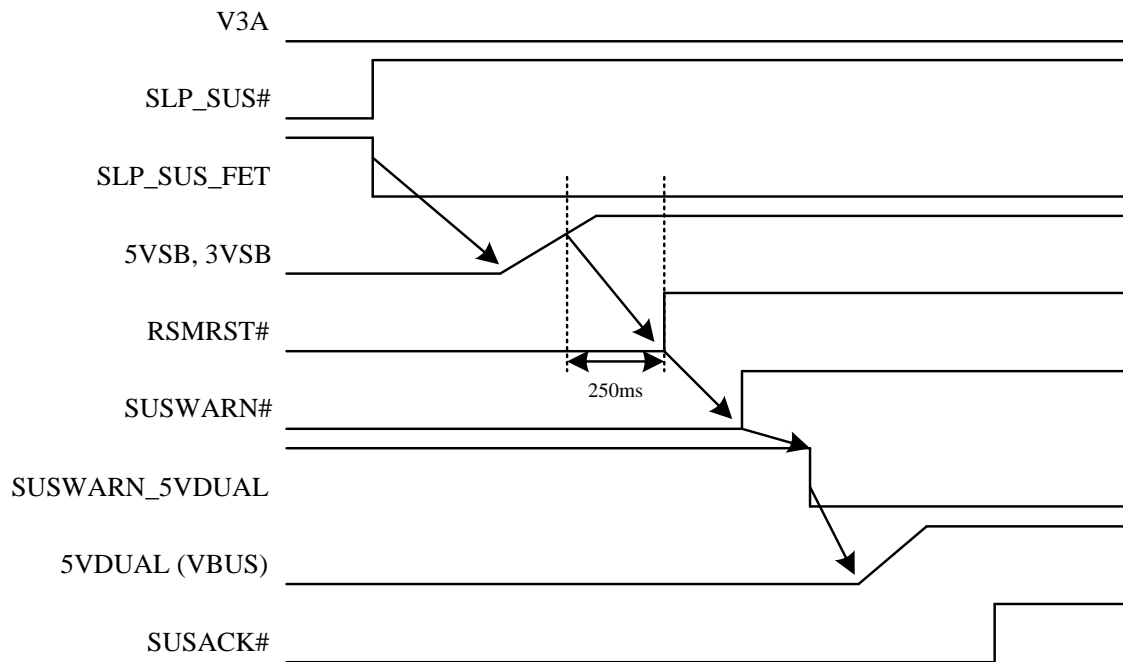 V3A
SLP_SUS#
SLP_SUS_FET
5VSB, 3VSB
RSMRST#
250ms
SUSWARN#
SUSWARN_5VDUAL
5VDUAL (VBUS)
SUSACK#